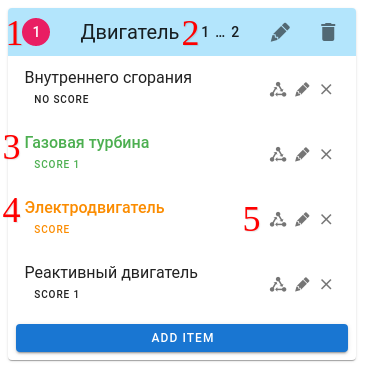 1 1 Двигатель 2 1 ... 2
Внутреннего сгорания
NO SCORE
3 Газовая турбина
SCORE 1
4 Электродвигатель 5
SCORE
Реактивный двигатель
SCORE 1
ADD ITEM